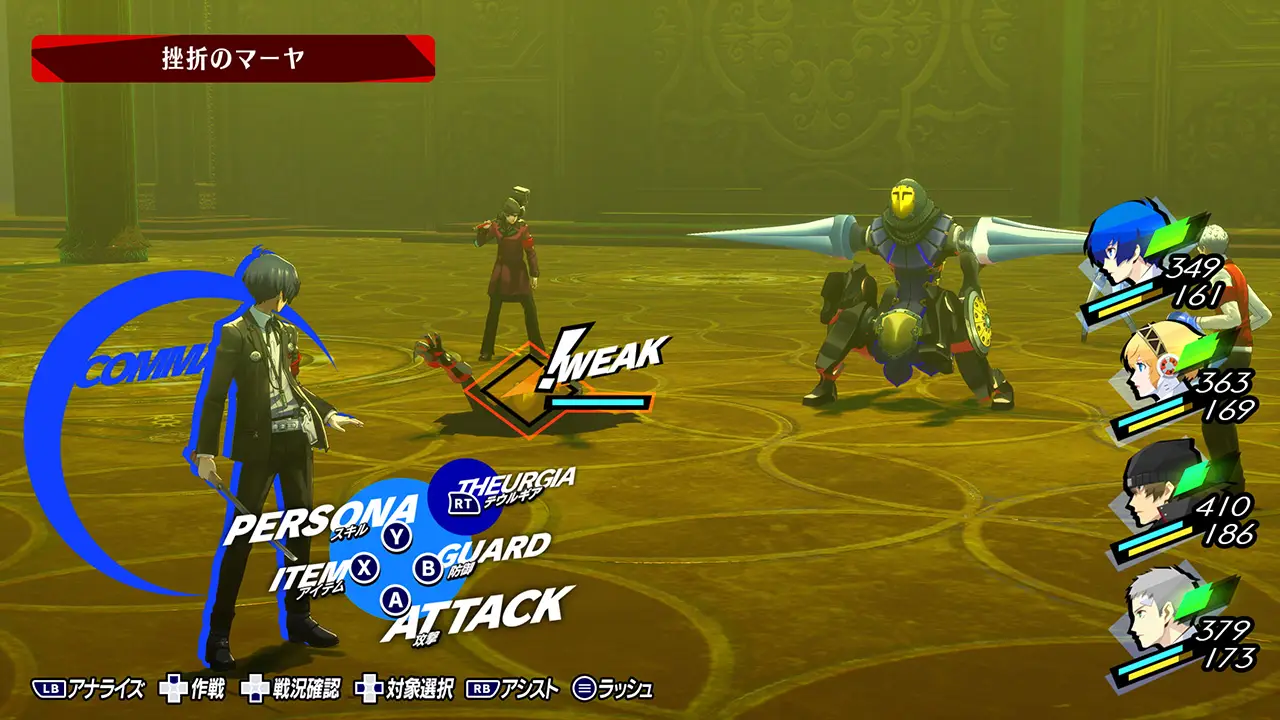 挫折のマーヤ
COMMA
!WEAK
349
161
363
169
410
186
379
173
THEURGIA
RT テウルギア
PERSONA
スキル
Y
GUARD
B 防御
ITEM X
アイテム
A
ATTACK
攻撃
LB アナライズ 作戦 戦況確認 対象選択 RB アシスト ラッシュ